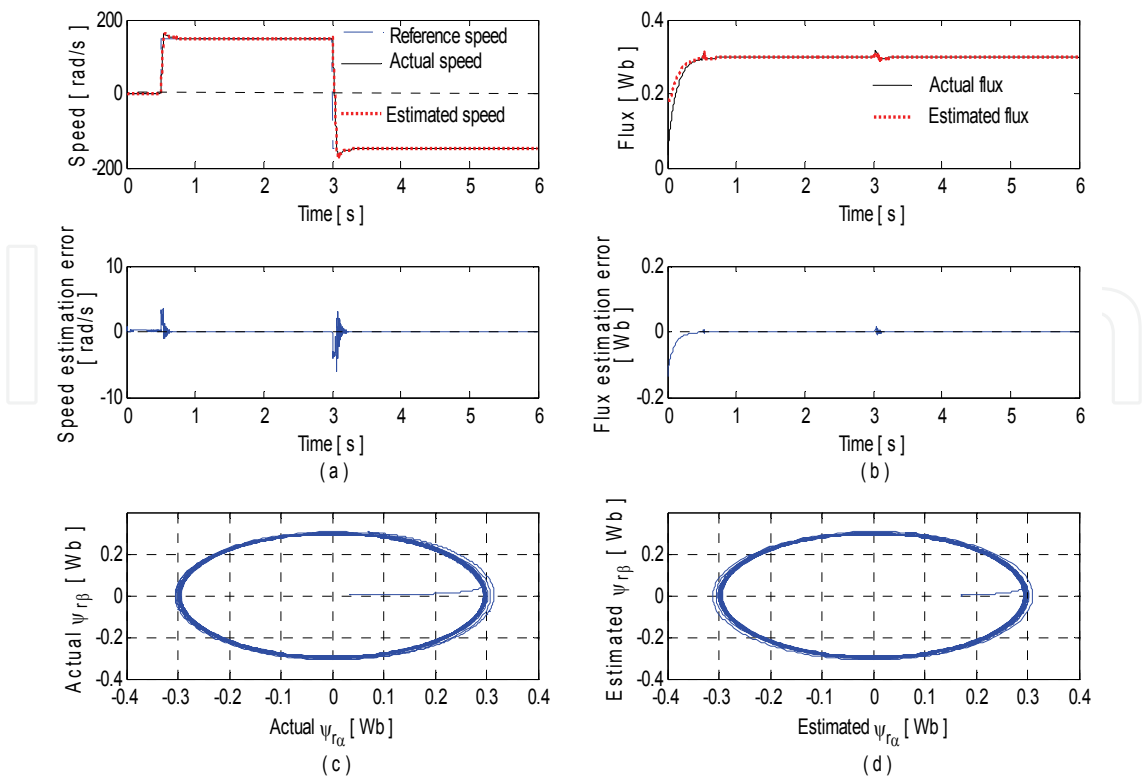 Speed [ rad/s]
200
0
-200
Reference speed
Actual speed
Estimated speed
0 1 2 3 4 5 6
Time [ s ]
Flux [ Wb ]
0.4
0.2
0
Actual flux
Estimated flux
0 1 2 3 4 5 6
Time [ s ]
Speed estimation error
[ rad/s ]
10
0
-10
0 1 2 3 4 5 6
Time [ s ]
(a)
Flux estimation error
[ Wb ]
0.2
0
-0.2
0 1 2 3 4 5 6
Time [ s ]
(b)
Actual ψrβ [ Wb ]
0.2
0
-0.2
-0.4
-0.4 -0.3 -0.2 -0.1 0 0.1 0.2 0.3 0.4
Actual ψrα [ Wb ]
(c)
Estimated ψrβ [ Wb ]
0.2
0
-0.2
-0.4
-0.4 -0.3 -0.2 -0.1 0 0.1 0.2 0.3 0.4
Estimated ψrα [ Wb ]
(d)